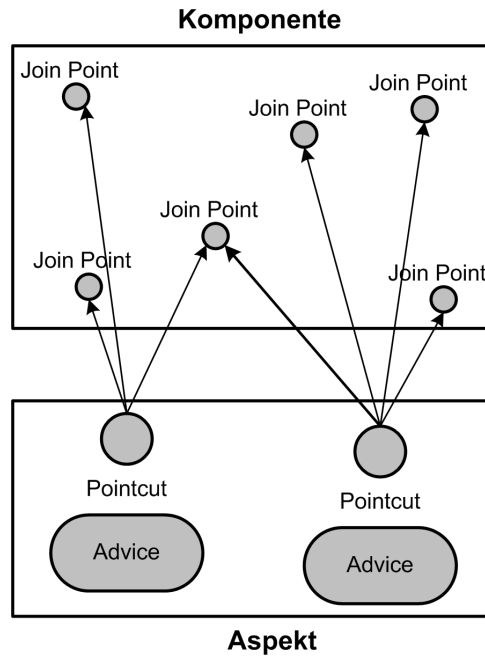 Komponente
Join Point
Join Point
Join Point
Join Point
Join Point
Join Point
Pointcut
Pointcut
Advice
Advice
Aspekt